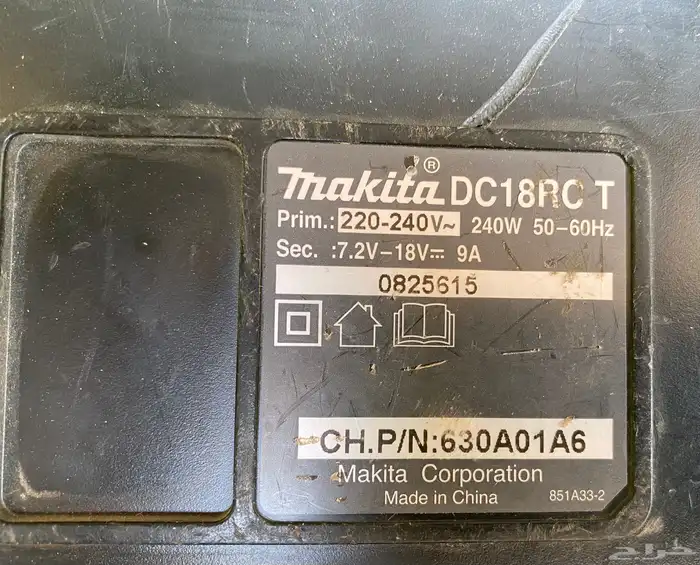 makita® DC18RC T
Prim.: 220-240V~ 240W 50–60Hz
Sec. :7.2V–18V⎓ 9A
0825615
CH.P/N:630A01A6
Makita Corporation
Made in China 851A33-2
حراج